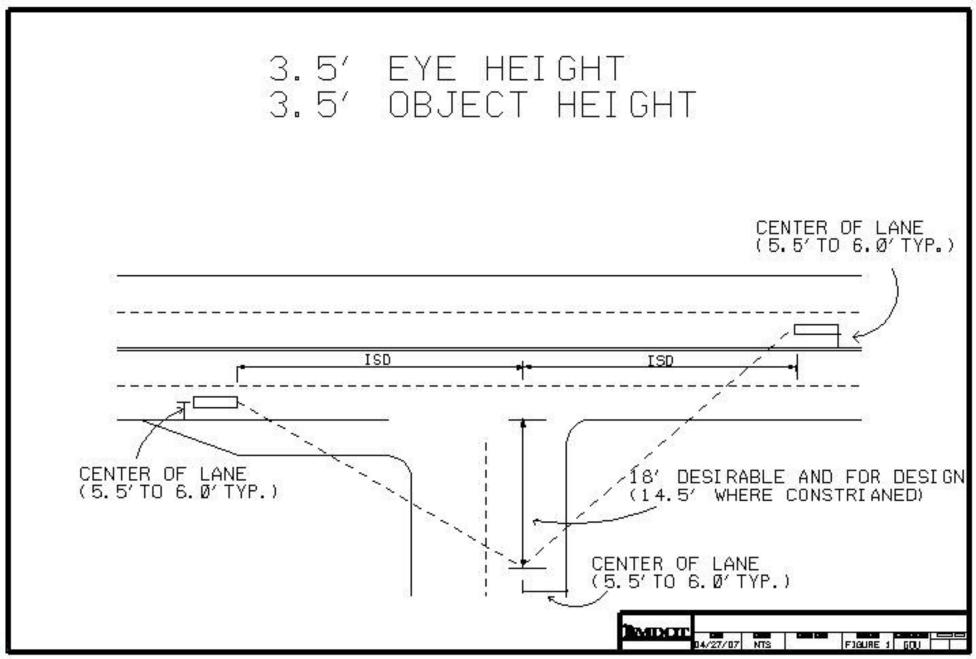 3.5' EYE HEIGHT
3.5' OBJECT HEIGHT
CENTER OF LANE
(5.5' TO 6.0' TYP.)
ISD
ISD
CENTER OF LANE
(5.5' TO 6.0' TYP.)
18' DESIRABLE AND FOR DESIGN
(14.5' WHERE CONSTRIANED)
CENTER OF LANE
(5.5' TO 6.0' TYP.)
MDOT
04/27/07
NTS
FIGURE 1
GDU